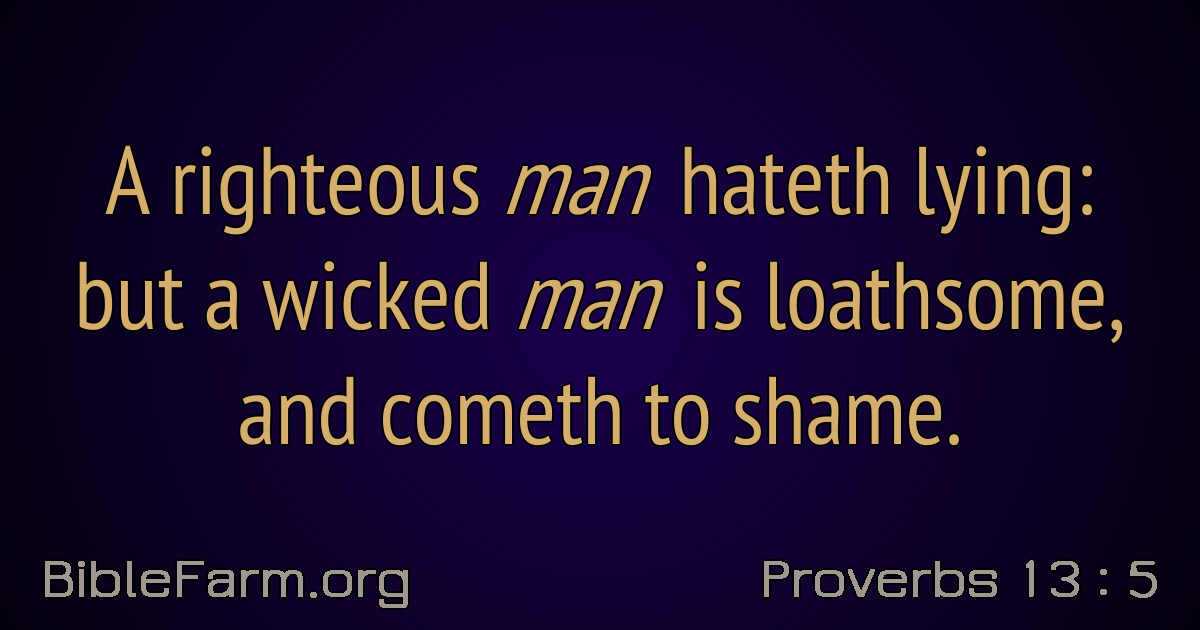 A righteous man hateth lying:
but a wicked man is loathsome,
and cometh to shame.
BibleFarm.org
Proverbs 13 : 5